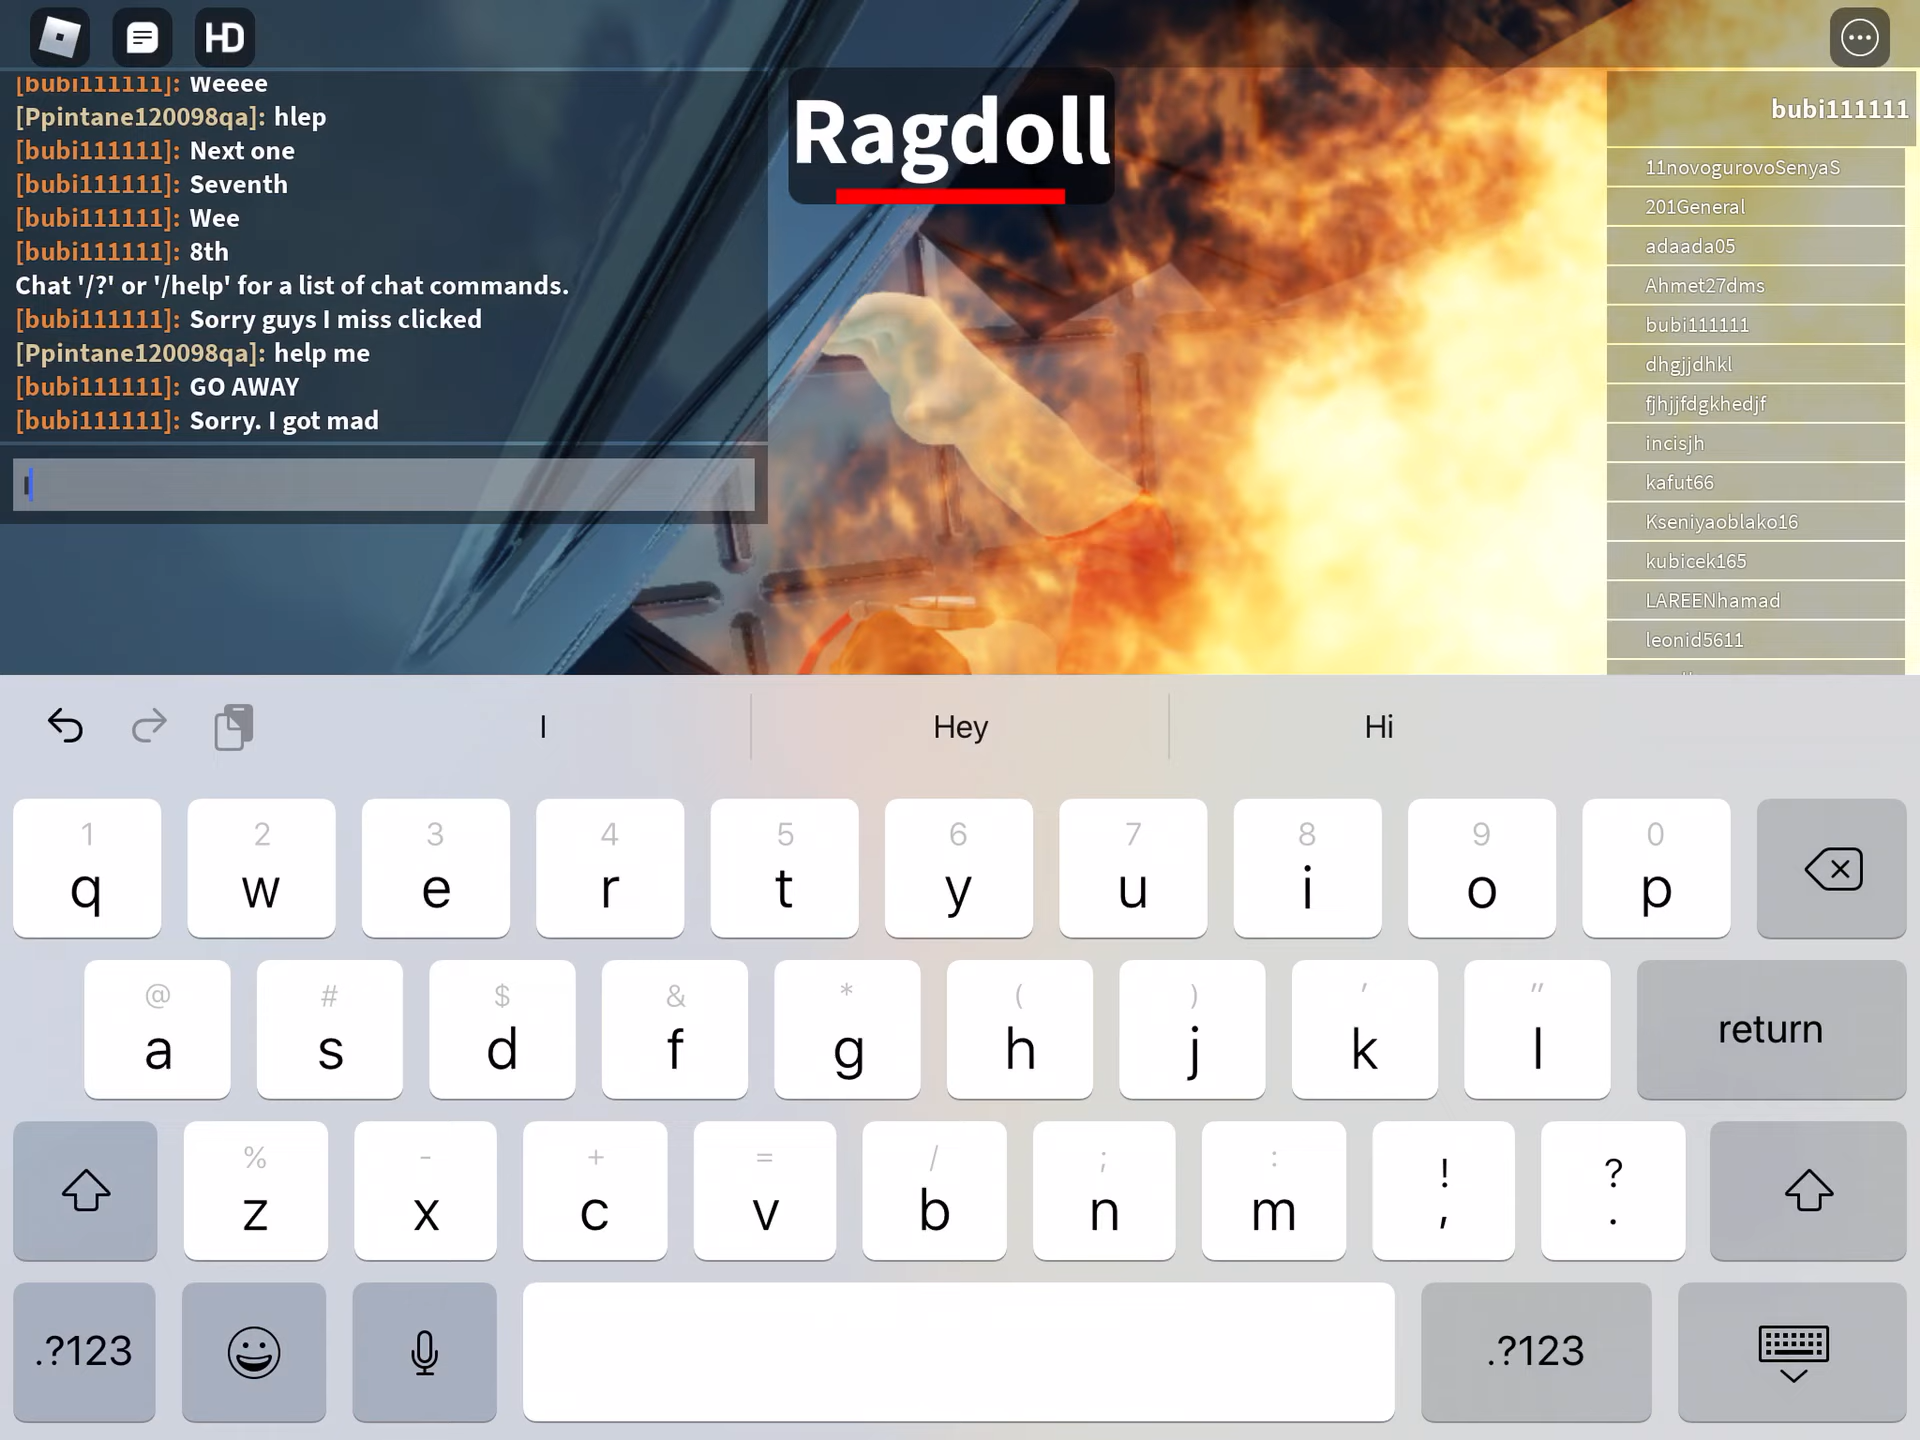 HD
[bubi111111]: Weeee
[Ppintane120098qa]: hlep
[bubi111111]: Next one
[bubi111111]: Seventh
[bubi111111]: Wee
[bubi111111]: 8th
Chat '/?' or '/help' for a list of chat commands.
[bubi111111]: Sorry guys I miss clicked
[Ppintane120098qa]: help me
[bubi111111]: GO AWAY
[bubi111111]: Sorry. I got mad
Ragdoll
bubi111111
11novogurovoSenyaS
201General
adaada05
Ahmet27dms
bubi111111
dhgjjdhkl
fjhjjfdgkhedjf
incisjh
kafut66
Kseniyaoblako16
kubicek165
LAREENhamad
leonid5611
I Hey Hi
1 2 3 4 5 6 7 8 9 0
q w e r t y u i o p
@ # $ & * ( ) ' "
a s d f g h j k l return
% - + = / ; : ! ?
z x c v b n m , .
.?123 .?123